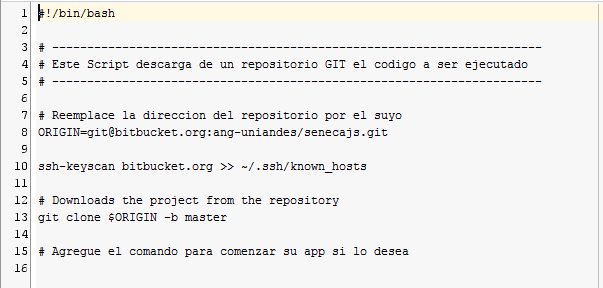 1 #!/bin/bash
2
3 # ----------------------------------------------------------------------
4 # Este Script descarga de un repositorio GIT el codigo a ser ejecutado
5 # ----------------------------------------------------------------------
6
7 # Reemplace la direccion del repositorio por el suyo
8 ORIGIN=git@bitbucket.org:ang-uniandes/senecajs.git
9
10 ssh-keyscan bitbucket.org >> ~/.ssh/known_hosts
11
12 # Downloads the project from the repository
13 git clone $ORIGIN -b master
14
15 # Agregue el comando para comenzar su app si lo desea
16